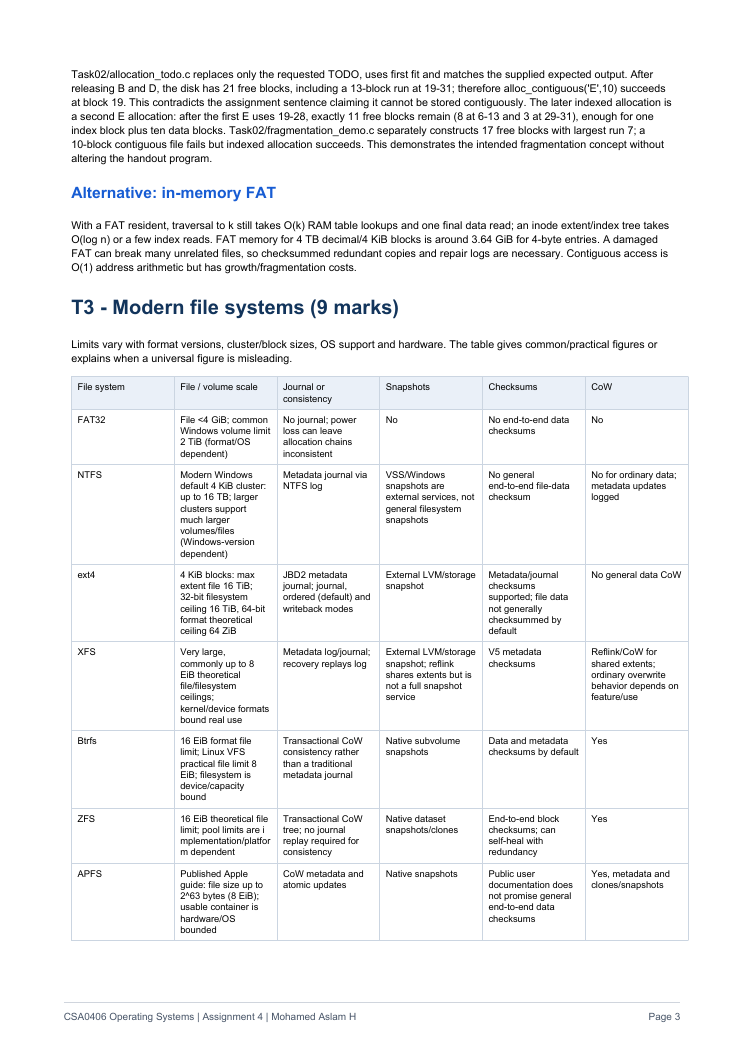 Task02/allocation_todo.c replaces only the requested TODO, uses first fit and matches the supplied expected output. After
releasing B and D, the disk has 21 free blocks, including a 13-block run at 19-31; therefore alloc_contiguous('E',10) succeeds
at block 19. This contradicts the assignment sentence claiming it cannot be stored contiguously. The later indexed allocation is
a second E allocation: after the first E uses 19-28, exactly 11 free blocks remain (8 at 6-13 and 3 at 29-31), enough for one
index block plus ten data blocks. Task02/fragmentation_demo.c separately constructs 17 free blocks with largest run 7; a
10-block contiguous file fails but indexed allocation succeeds. This demonstrates the intended fragmentation concept without
altering the handout program.
Alternative: in-memory FAT
With a FAT resident, traversal to k still takes O(k) RAM table lookups and one final data read; an inode extent/index tree takes
O(log n) or a few index reads. FAT memory for 4 TB decimal/4 KiB blocks is around 3.64 GiB for 4-byte entries. A damaged
FAT can break many unrelated files, so checksummed redundant copies and repair logs are necessary. Contiguous access is
O(1) address arithmetic but has growth/fragmentation costs.
T3 - Modern file systems (9 marks)
Limits vary with format versions, cluster/block sizes, OS support and hardware. The table gives common/practical figures or
explains when a universal figure is misleading.
File system
File / volume scale
Journal or
consistency
Snapshots
Checksums
CoW
FAT32
File <4 GiB; common
Windows volume limit
2 TiB (format/OS
dependent)
No journal; power
loss can leave
allocation chains
inconsistent
No
No end-to-end data
checksums
No
NTFS
Modern Windows
default 4 KiB cluster:
up to 16 TB; larger
clusters support
much larger
volumes/files
(Windows-version
dependent)
Metadata journal via
NTFS log
VSS/Windows
snapshots are
external services, not
general filesystem
snapshots
No general
end-to-end file-data
checksum
No for ordinary data;
metadata updates
logged
ext4
4 KiB blocks: max
extent file 16 TiB;
32-bit filesystem
ceiling 16 TiB, 64-bit
format theoretical
ceiling 64 ZiB
JBD2 metadata
journal; journal,
ordered (default) and
writeback modes
External LVM/storage
snapshot
Metadata/journal
checksums
supported; file data
not generally
checksummed by
default
No general data CoW
XFS
Very large,
commonly up to 8
EiB theoretical
file/filesystem
ceilings;
kernel/device formats
bound real use
Metadata log/journal;
recovery replays log
External LVM/storage
snapshot; reflink
shares extents but is
not a full snapshot
service
V5 metadata
checksums
Reflink/CoW for
shared extents;
ordinary overwrite
behavior depends on
feature/use
Btrfs
16 EiB format file
limit; Linux VFS
practical file limit 8
EiB; filesystem is
device/capacity
bound
Transactional CoW
consistency rather
than a traditional
metadata journal
Native subvolume
snapshots
Data and metadata
checksums by default
Yes
ZFS
16 EiB theoretical file
limit; pool limits are i
mplementation/platfor
m dependent
Transactional CoW
tree; no journal
replay required for
consistency
Native dataset
snapshots/clones
End-to-end block
checksums; can
self-heal with
redundancy
Yes
APFS
Published Apple
guide: file size up to
2^63 bytes (8 EiB);
usable container is
hardware/OS
bounded
CoW metadata and
atomic updates
Native snapshots
Public user
documentation does
not promise general
end-to-end data
checksums
Yes, metadata and
clones/snapshots
CSA0406 Operating Systems | Assignment 4 | Mohamed Aslam H
Page 3